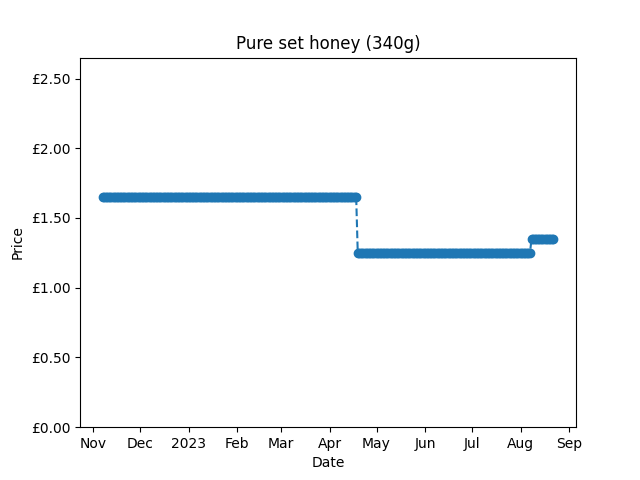 Pure set honey (340g)
£2.50
£2.00
£1.50
£1.00
£0.50
£0.00
Price
Nov Dec 2023 Feb Mar Apr May Jun Jul Aug Sep
Date